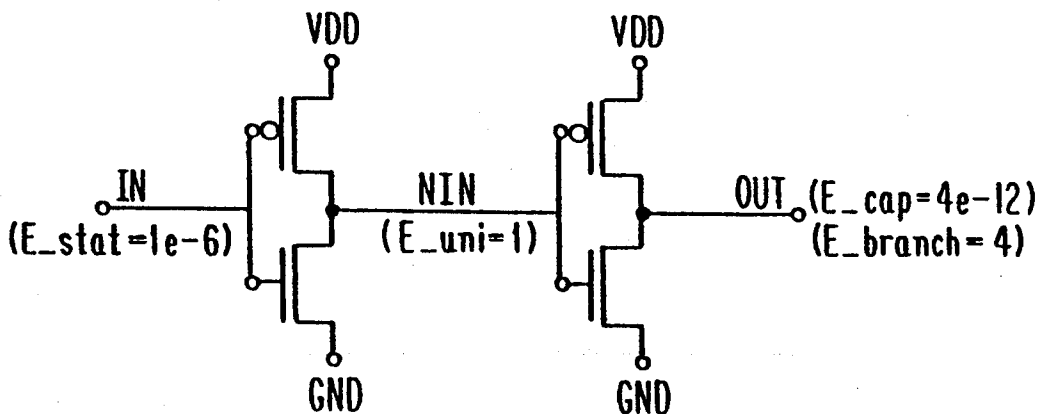 VDD
VDD
IN
NIN
OUT
(E_cap=4e-12)
(E_stat=1e-6)
(E_uni=1)
(E_branch=4)
GND
GND